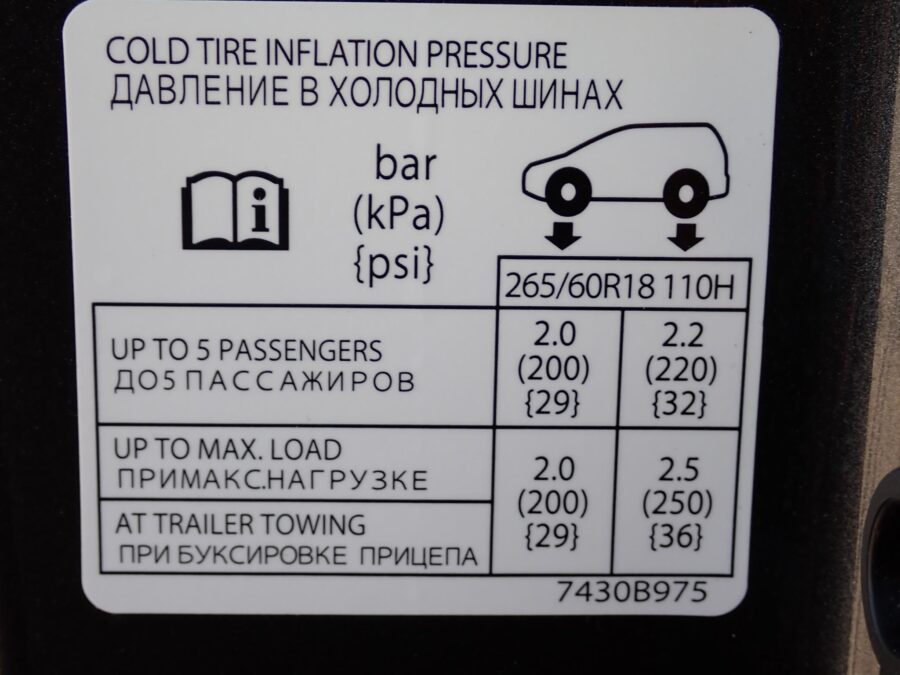 COLD TIRE INFLATION PRESSURE
ДАВЛЕНИЕ В ХОЛОДНЫХ ШИНАХ
bar
(kPa)
{psi}
265/60R18 110H
UP TO 5 PASSENGERS
ДО5 ПАССАЖИРОВ
2.0
(200)
{29}
2.2
(220)
{32}
UP TO MAX. LOAD
ПРИМАКС.НАГРУЗКЕ
AT TRAILER TOWING
ПРИ БУКСИРОВКЕ ПРИЦЕПА
2.0
(200)
{29}
2.5
(250)
{36}
7430B975